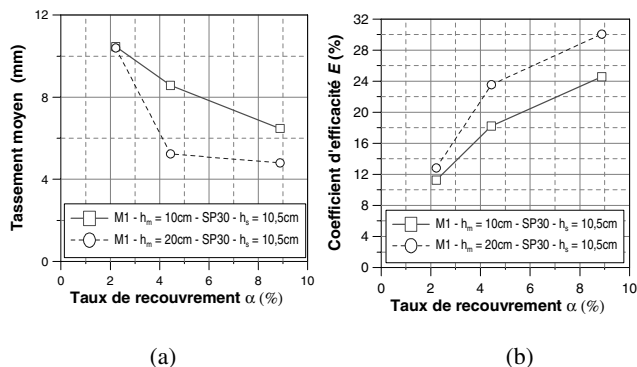 Tassement moyen (mm)
12
8
4
0
M1 - hm = 10cm - SP30 - hs = 10,5cm
M1 - hm = 20cm - SP30 - hs = 10,5cm
0 2 4 6 8 10
Taux de recouvrement α (%)
(a)
Coefficient d'efficacité E (%)
32
28
24
20
16
12
8
4
0
M1 - hm = 10cm - SP30 - hs = 10,5cm
M1 - hm = 20cm - SP30 - hs = 10,5cm
0 2 4 6 8 10
Taux de recouvrement α (%)
(b)